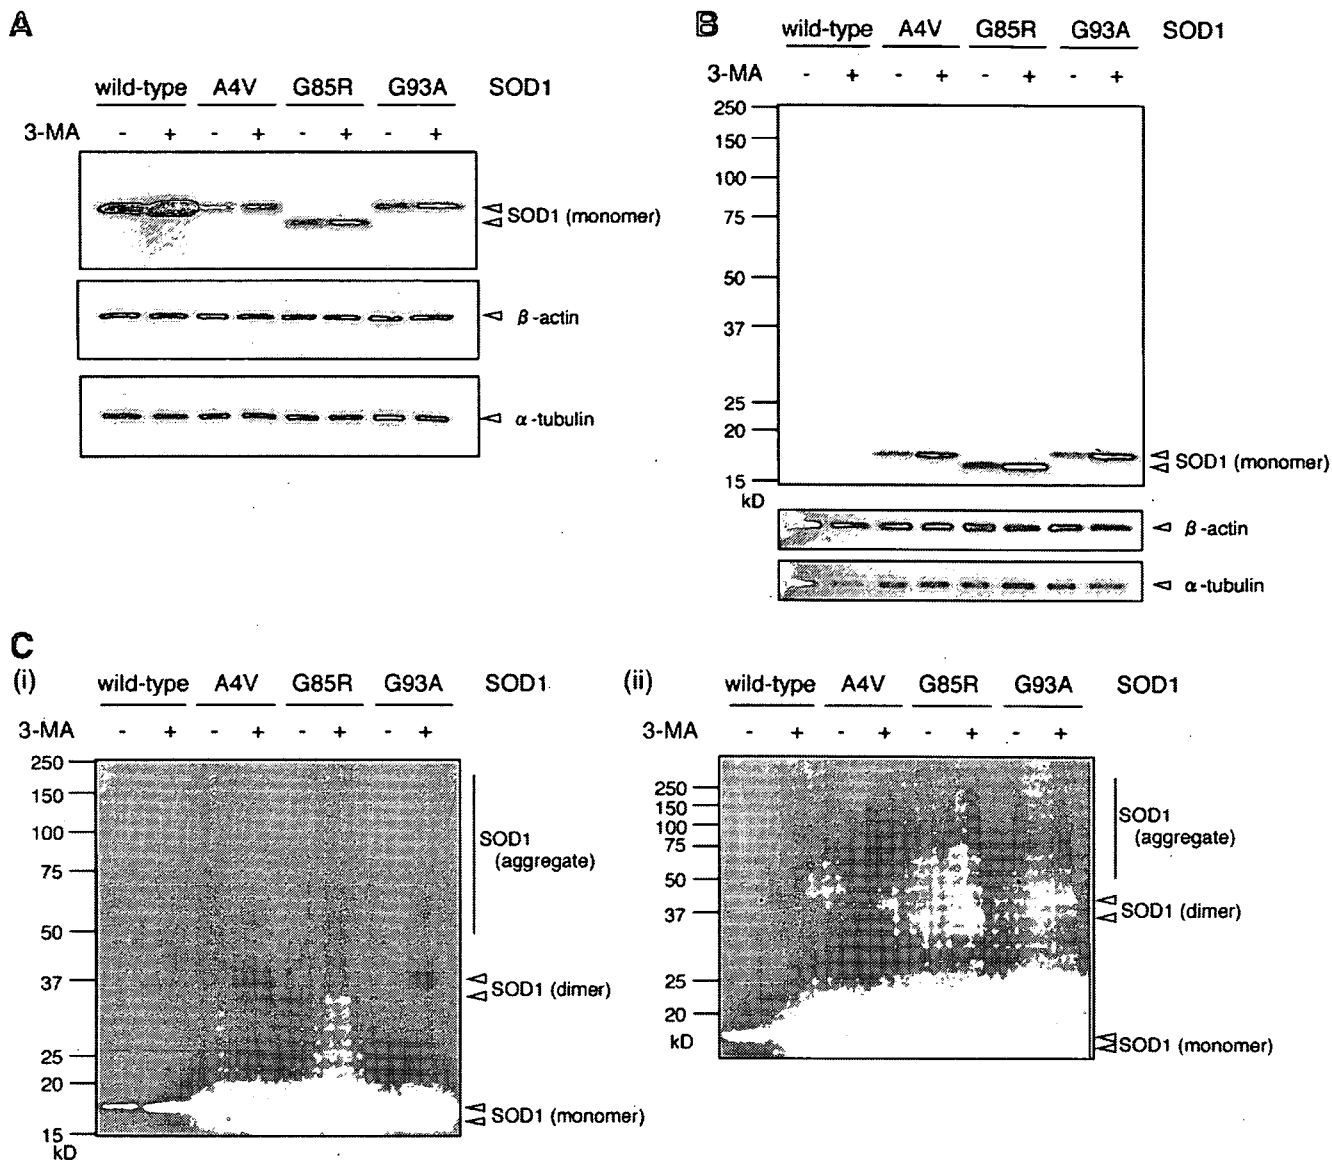 A
wild-type A4V G85R G93A SOD1
3-MA - + - + - + - +
SOD1 (monomer)
β-actin
α-tubulin
B
wild-type A4V G85R G93A SOD1
3-MA - + - + - + - +
250
150
100
75
50
37
25
20
SOD1 (monomer)
15
kD
β-actin
α-tubulin
C
(i)
wild-type A4V G85R G93A SOD1
3-MA - + - + - + - +
250
150
100
SOD1
(aggregate)
75
50
37
SOD1 (dimer)
25
20
SOD1 (monomer)
15
kD
(ii)
wild-type A4V G85R G93A SOD1
3-MA - + - + - + - +
250
150
100
75
SOD1
(aggregate)
50
37
SOD1 (dimer)
25
20
kD
SOD1 (monomer)